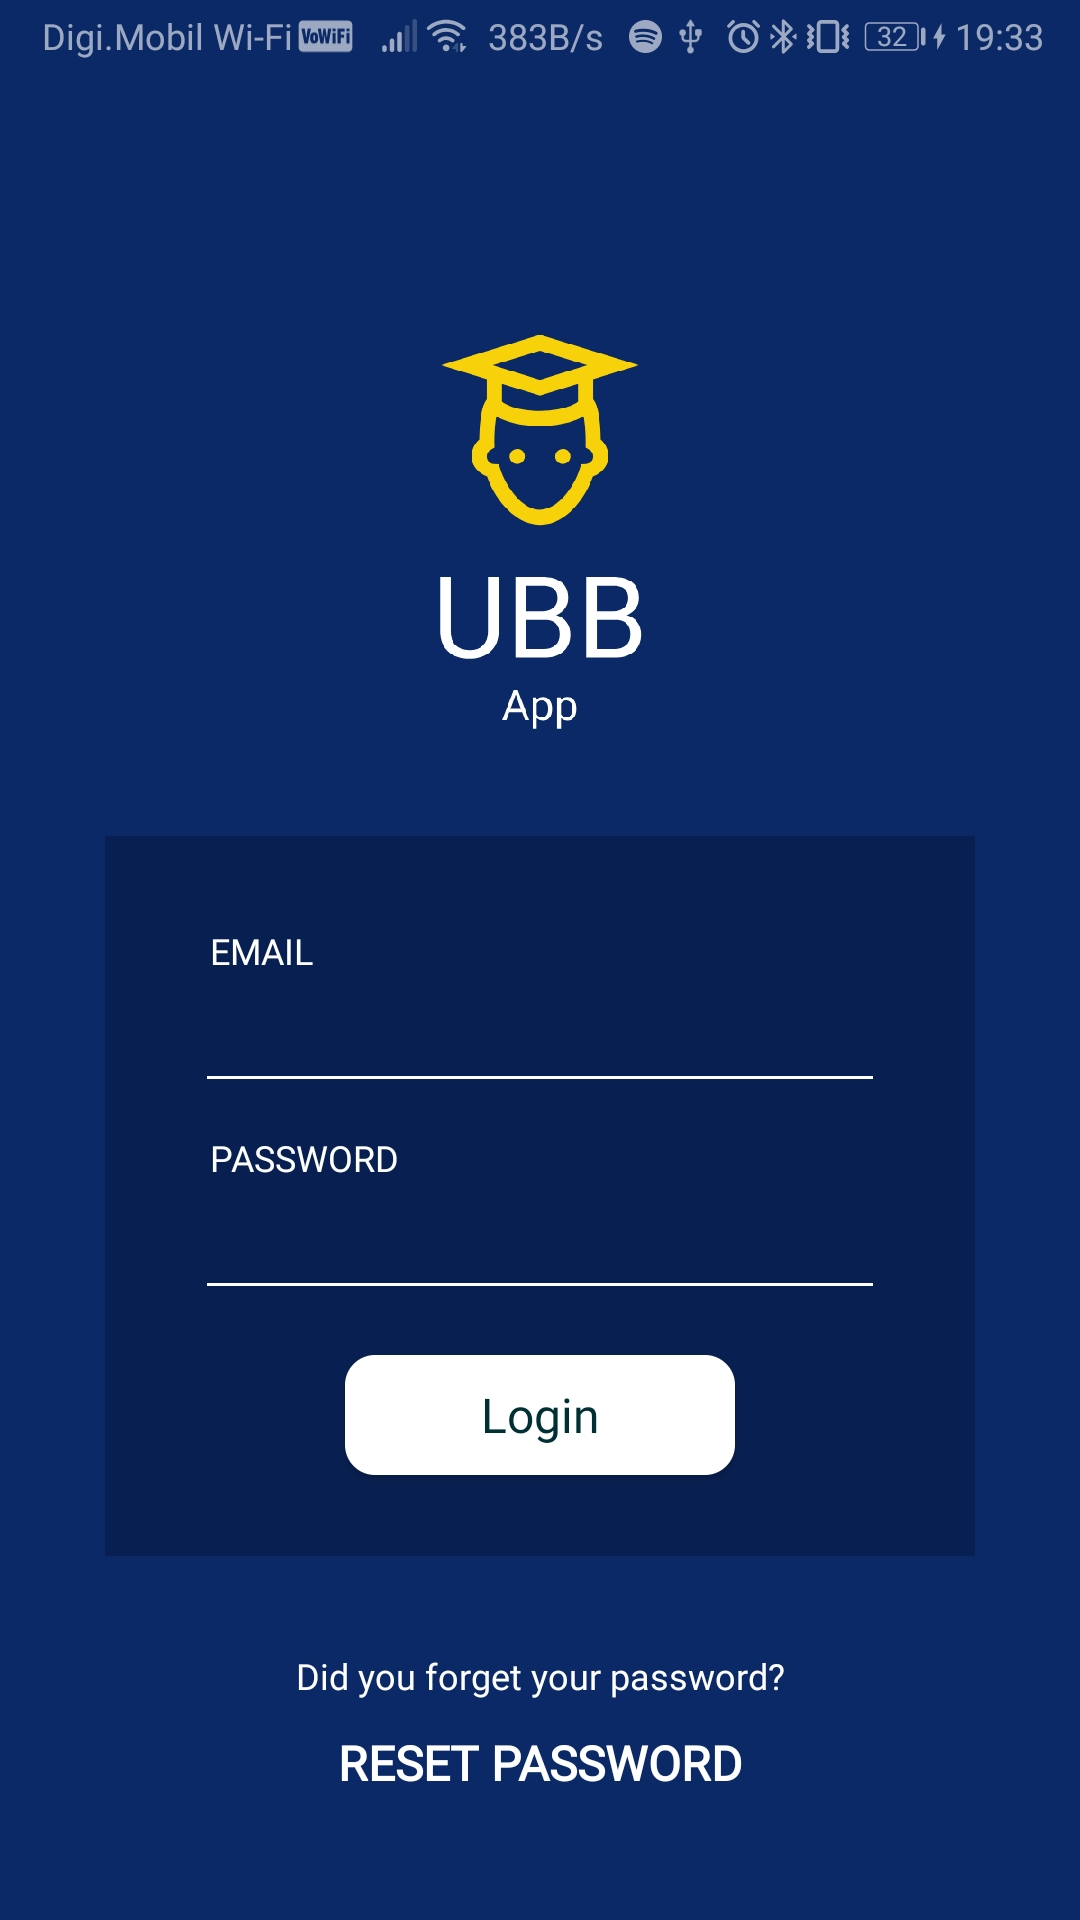 Digi.Mobil Wi-Fi VoWiFi 383B/s 32 19:33
UBB
App
EMAIL
PASSWORD
Login
Did you forget your password?
RESET PASSWORD